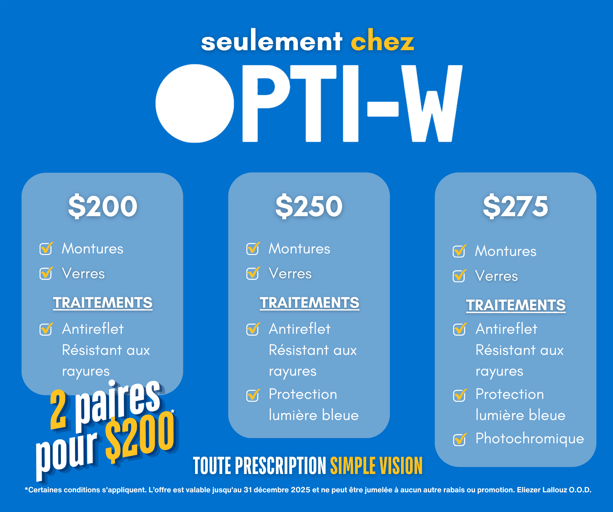 seulement chez
OPTI-W
$200
Montures
Verres
TRAITEMENTS
Antireflet
Résistant aux
rayures
2 paires
pour $200*
$250
Montures
Verres
TRAITEMENTS
Antireflet
Résistant aux
rayures
Protection
lumière bleue
$275
Montures
Verres
TRAITEMENTS
Antireflet
Résistant aux
rayures
Protection
lumière bleue
Photochromique
TOUTE PRESCRIPTION SIMPLE VISION
*Certaines conditions s'appliquent. L'offre est valable jusqu'au 31 décembre 2025 et ne peut être jumelée à aucun autre rabais ou promotion. Eliezer Lallouz O.O.D.